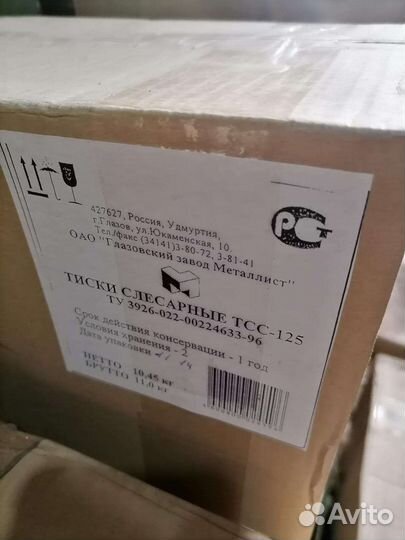 427627, Россия, Удмуртия,
г.Глазов, ул.Юкаменская, 10.
Тел./факс (34141)3-80-72, 3-81-41
ОАО "Глазовский завод Металлист"
РСТ
ТИСКИ СЛЕСАРНЫЕ ТСС-125
ТУ 3926-022-00224633-96
Срок действия консервации - 1 год
Условия хранения - 2
Дата упаковки
НЕТТО 10.45 кг
БРУТТО 11,0 кг
Avito